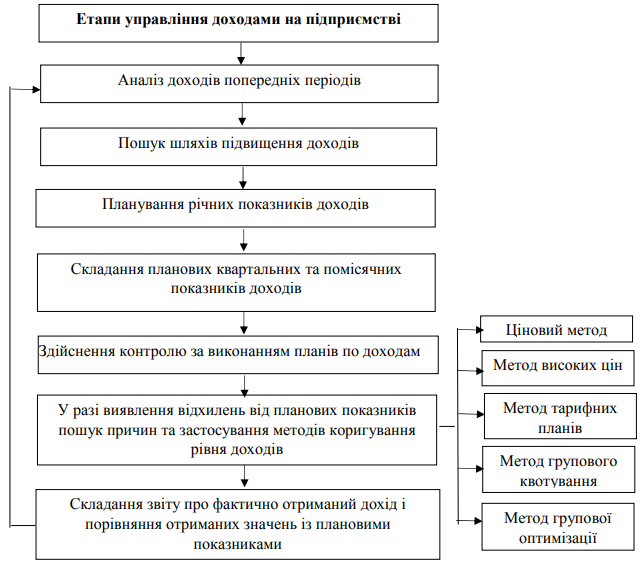 Етапи управління доходами на підприємстві
Аналіз доходів попередніх періодів
Пошук шляхів підвищення доходів
Планування річних показників доходів
Складання планових квартальних та помісячних
показників доходів
Здійснення контролю за виконанням планів по доходам
У разі виявлення відхилень від планових показників
пошук причин та застосування методів коригування
рівня доходів
Складання звіту про фактично отриманий дохід і
порівняння отриманих значень із плановими
показниками
Ціновий метод
Метод високих цін
Метод тарифних
планів
Метод групового
квотування
Метод групової
оптимізації